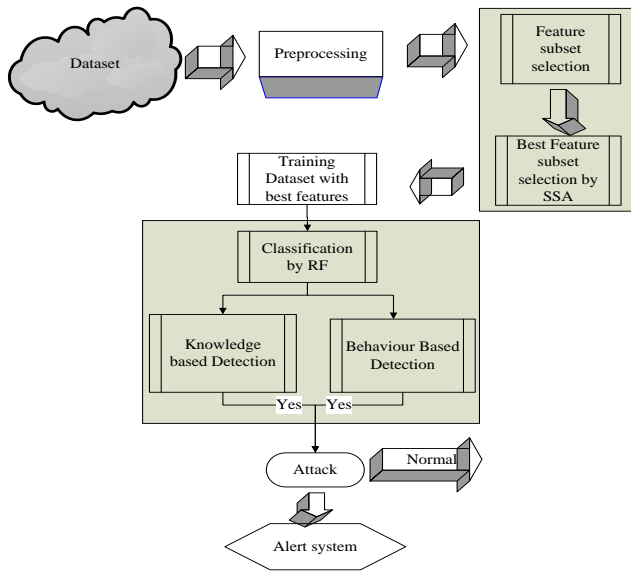 Dataset
Preprocessing
Feature
subset
selection
Best Feature
subset
selection by
SSA
Training
Dataset with
best features
Classification
by RF
Knowledge
based Detection
Behaviour Based
Detection
Yes
Yes
Attack
Normal
Alert system